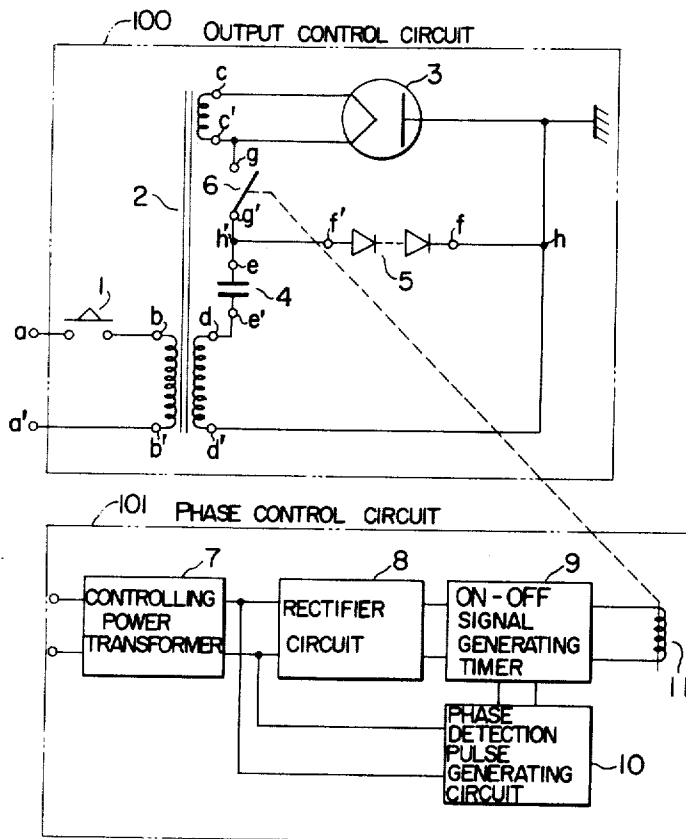 100
OUTPUT CONTROL CIRCUIT
c
3
c'
g
6
2
g'
h'
f'
f
h
e
5
1
4
a
b
d
e'
a'
b'
d'
101
PHASE CONTROL CIRCUIT
7
8
9
CONTROLLING
POWER
TRANSFORMER
RECTIFIER
CIRCUIT
ON-OFF
SIGNAL
GENERATING
TIMER
11
PHASE
DETECTION
PULSE
GENERATING
CIRCUIT
10